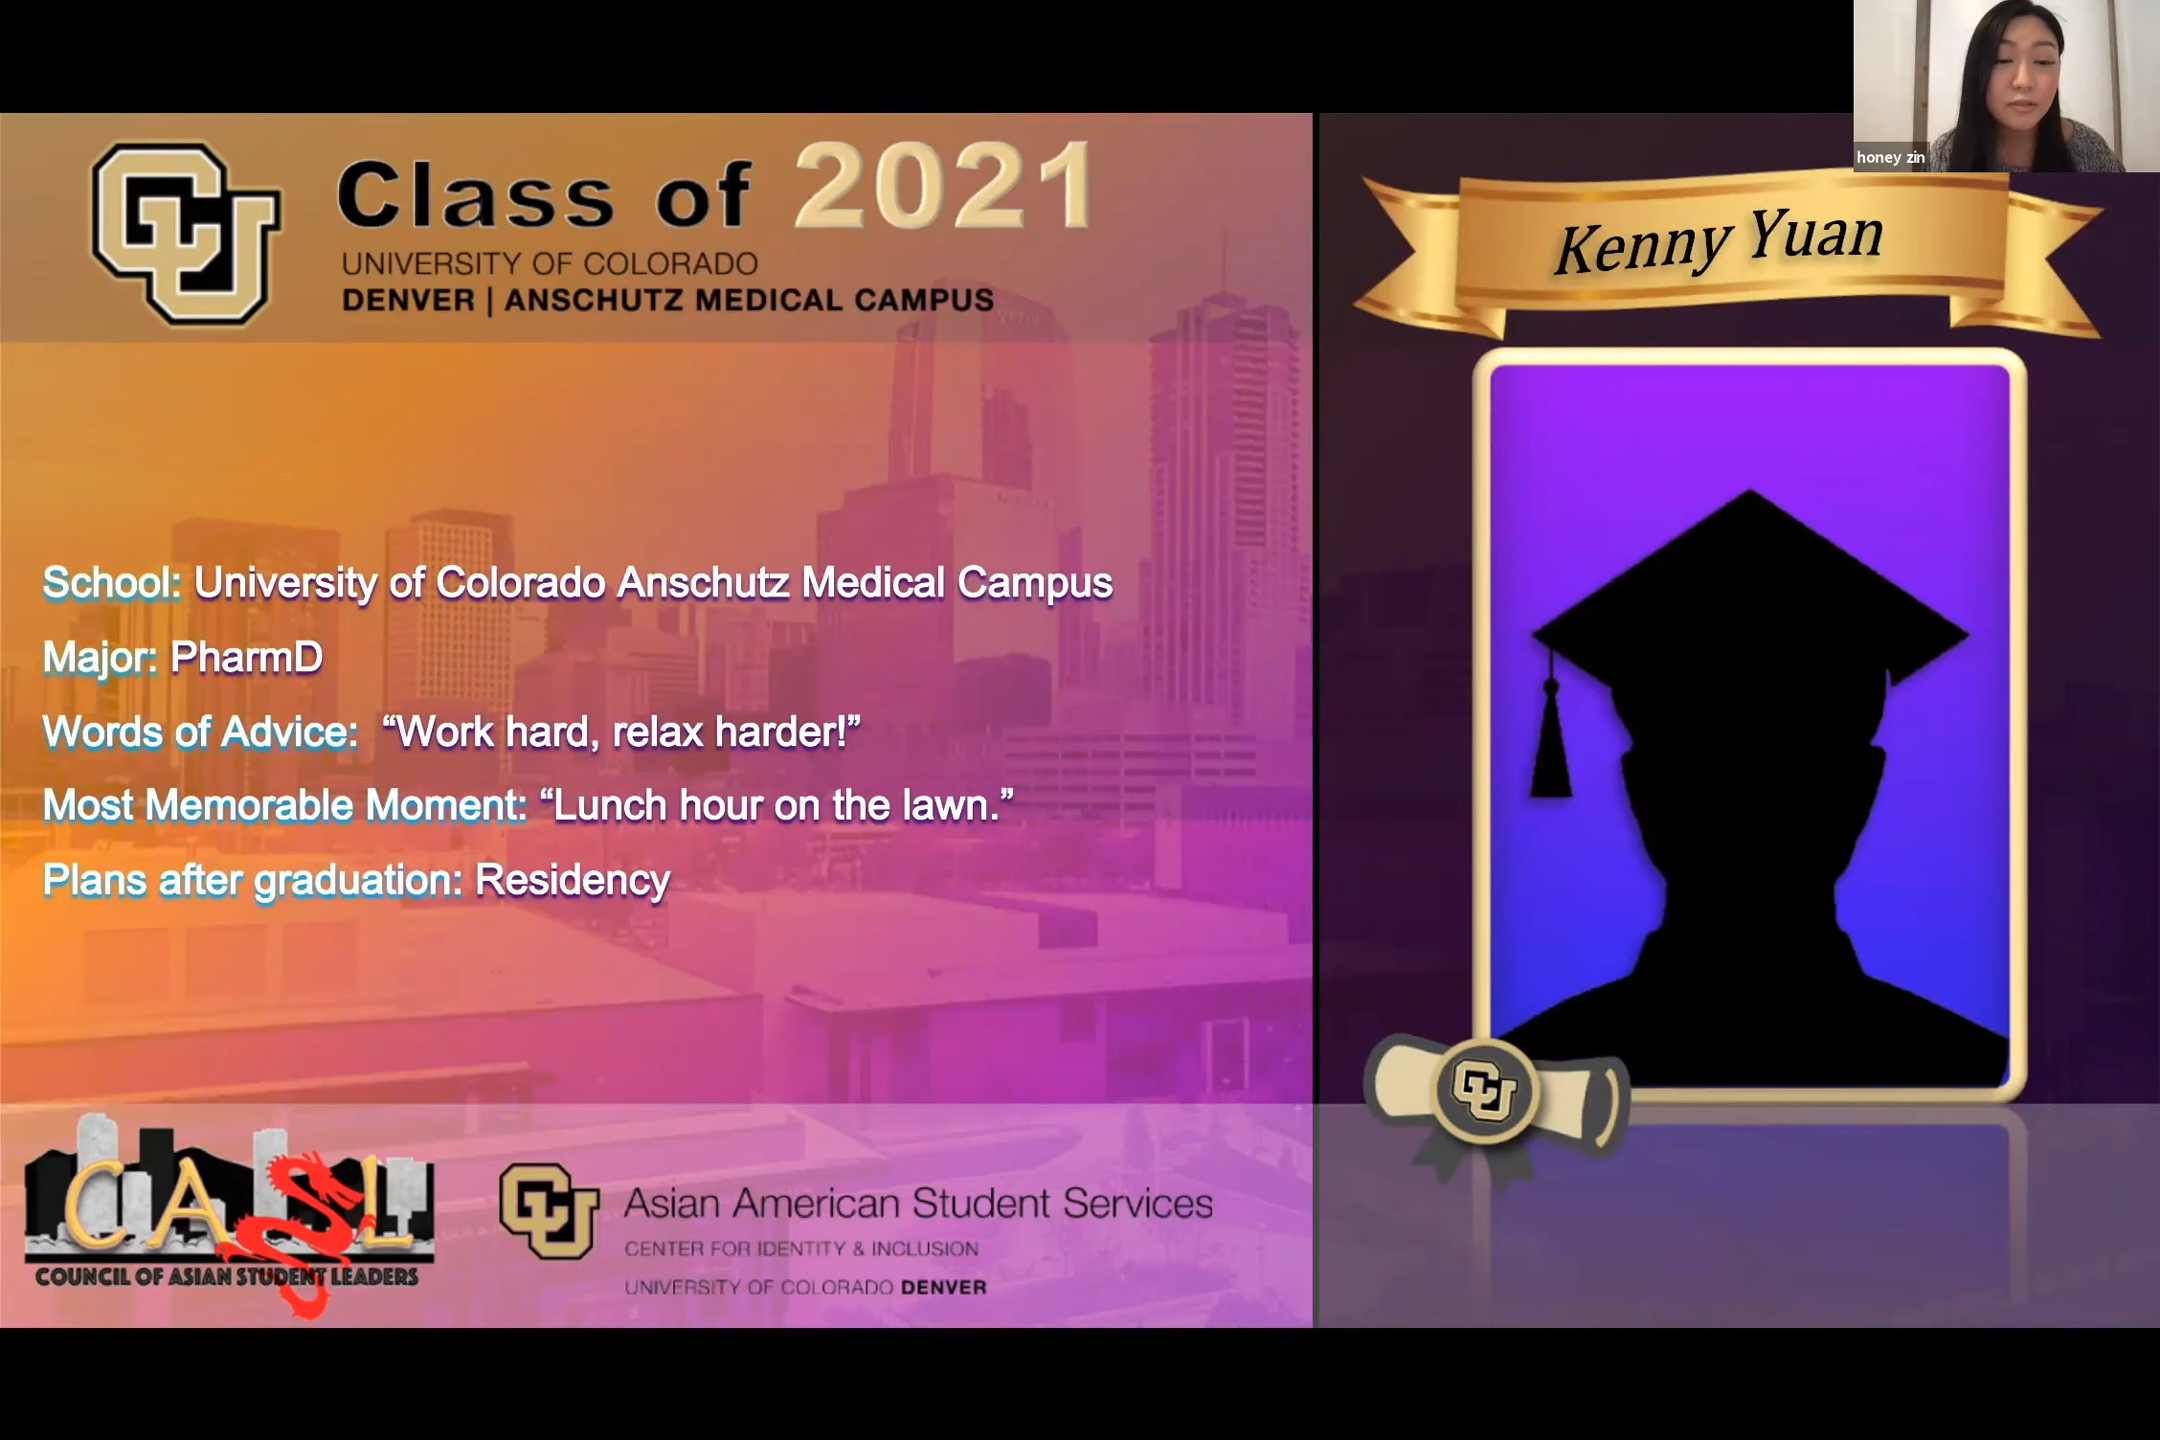 honey zin
CU
Class of 2021
UNIVERSITY OF COLORADO
DENVER | ANSCHUTZ MEDICAL CAMPUS
Kenny Yuan
School: University of Colorado Anschutz Medical Campus
Major: PharmD
Words of Advice: “Work hard, relax harder!”
Most Memorable Moment: “Lunch hour on the lawn.”
Plans after graduation: Residency
CU
CASL
COUNCIL OF ASIAN STUDENT LEADERS
CU
Asian American Student Services
CENTER FOR IDENTITY & INCLUSION
UNIVERSITY OF COLORADO DENVER